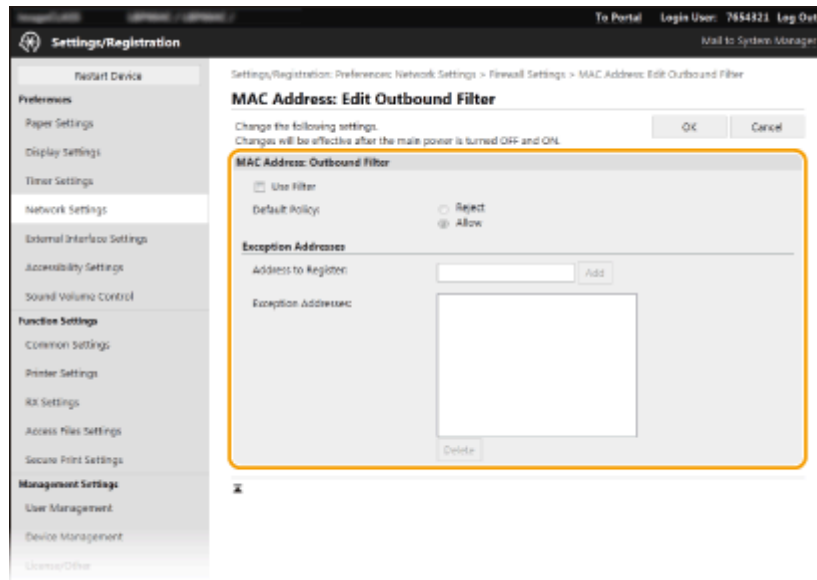 To Portal Login User: 7654321 Log Out
Settings/Registration
Mail to System Manager
Restart Device
Preferences
Paper Settings
Display Settings
Timer Settings
Network Settings
External Interface Settings
Accessibility Settings
Sound Volume Control
Function Settings
Common Settings
Printer Settings
RX Settings
Access Files Settings
Secure Print Settings
Management Settings
User Management
Device Management
License/Other
Settings/Registration: Preferences: Network Settings > Firewall Settings > MAC Address: Edit Outbound Filter
MAC Address: Edit Outbound Filter
Change the following settings.
Changes will be effective after the main power is turned OFF and ON.
OK Cancel
MAC Address: Outbound Filter
Use Filter
Default Policy: Reject
Allow
Exception Addresses
Address to Register: Add
Exception Addresses:
Delete